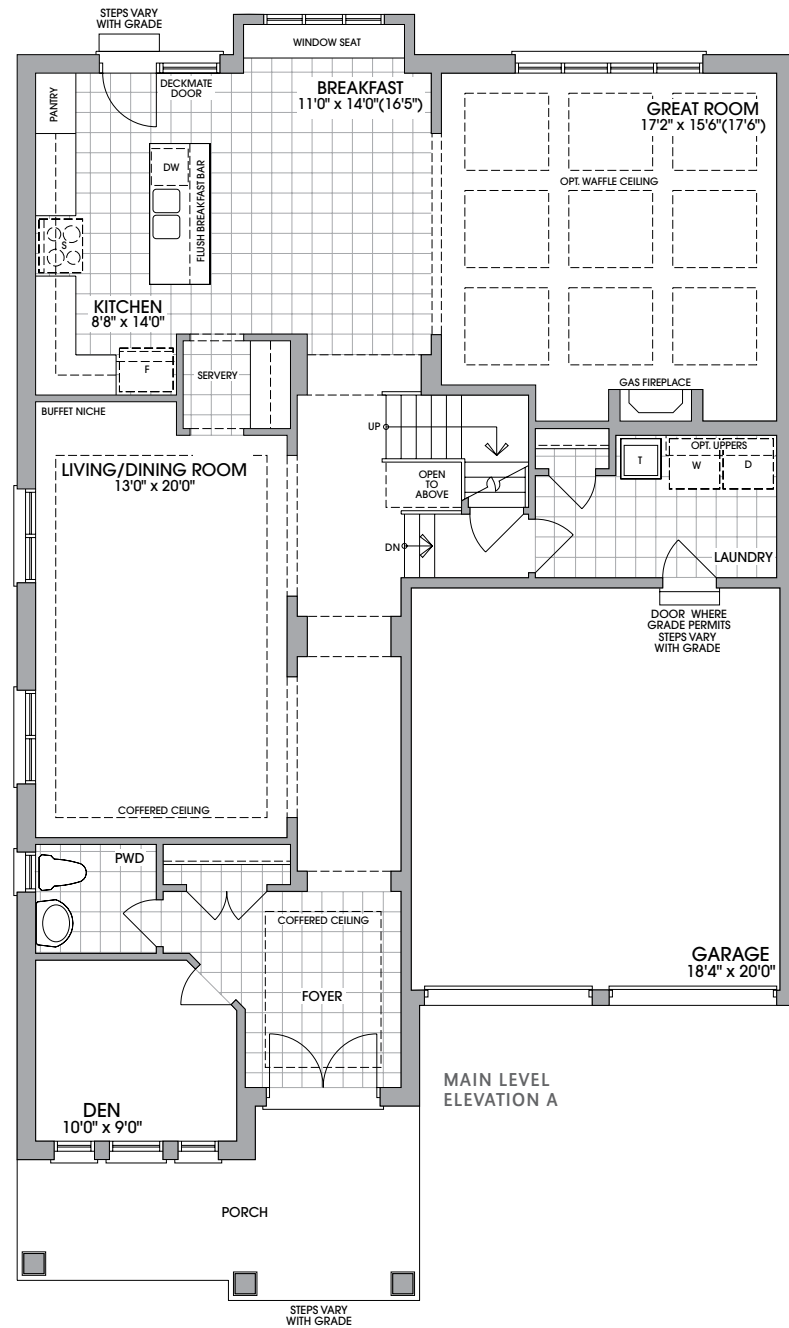 STEPS VARY
WITH GRADE
WINDOW SEAT
PANTRY
DECKMATE
DOOR
BREAKFAST
11'0" x 14'0"(16'5")
GREAT ROOM
17'2" x 15'6"(17'6")
DW
FLUSH BREAKFAST BAR
OPT. WAFFLE CEILING
S
KITCHEN
8'8" x 14'0"
F
SERVERY
GAS FIREPLACE
BUFFET NICHE
UP
OPT. UPPERS
T
W
D
LIVING/DINING ROOM
13'0" x 20'0"
OPEN
TO
ABOVE
DN
LAUNDRY
DOOR WHERE
GRADE PERMITS
STEPS VARY
WITH GRADE
COFFERED CEILING
PWD
COFFERED CEILING
GARAGE
18'4" x 20'0"
FOYER
MAIN LEVEL
ELEVATION A
DEN
10'0" x 9'0"
PORCH
STEPS VARY
WITH GRADE